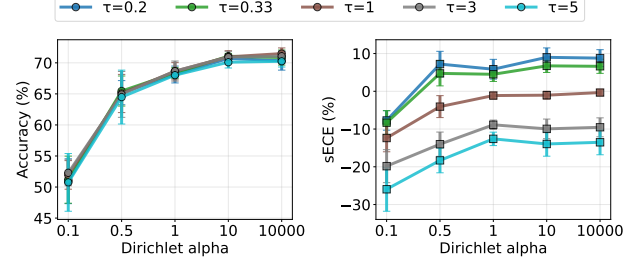 τ=0.2 τ=0.33 τ=1 τ=3 τ=5
Accuracy (%)
70
65
60
55
50
45
0.1 0.5 1 10 10000
Dirichlet alpha
sECE (%)
10
0
−10
−20
−30
0.1 0.5 1 10 10000
Dirichlet alpha